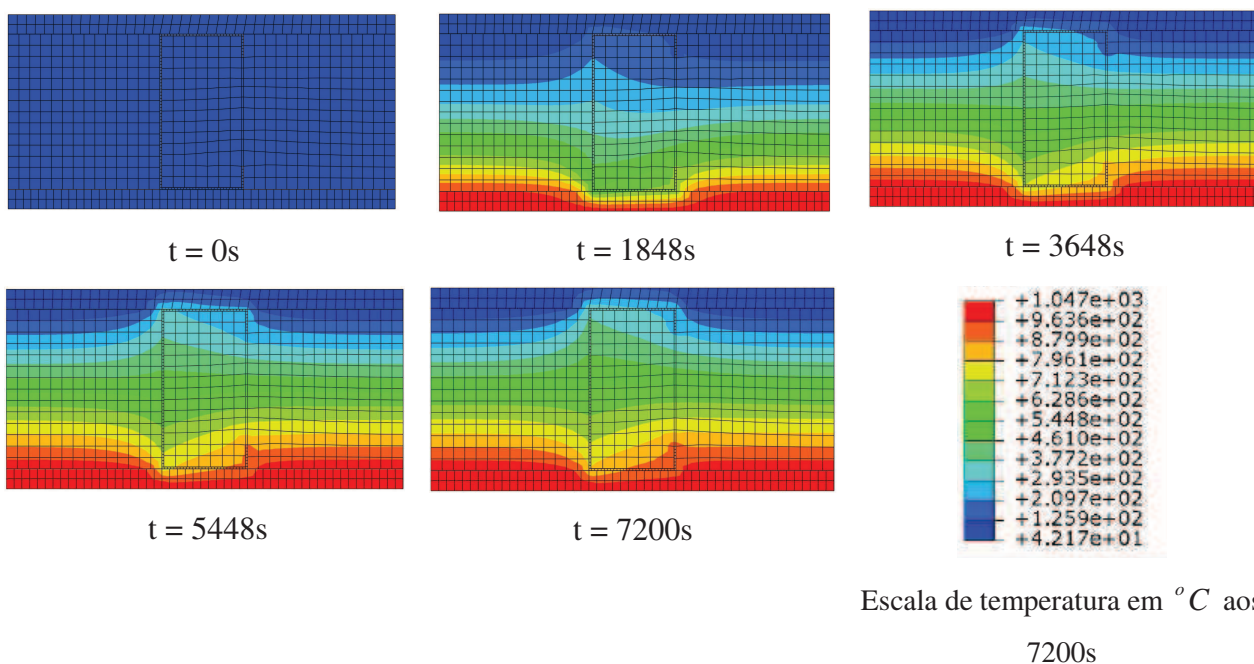 t = 0s
t = 1848s
t = 3648s
t = 5448s
t = 7200s
+1.047e+03
+9.636e+02
+8.799e+02
+7.961e+02
+7.123e+02
+6.286e+02
+5.448e+02
+4.610e+02
+3.772e+02
+2.935e+02
+2.097e+02
+1.259e+02
+4.217e+01
Escala de temperatura em °C aos
7200s